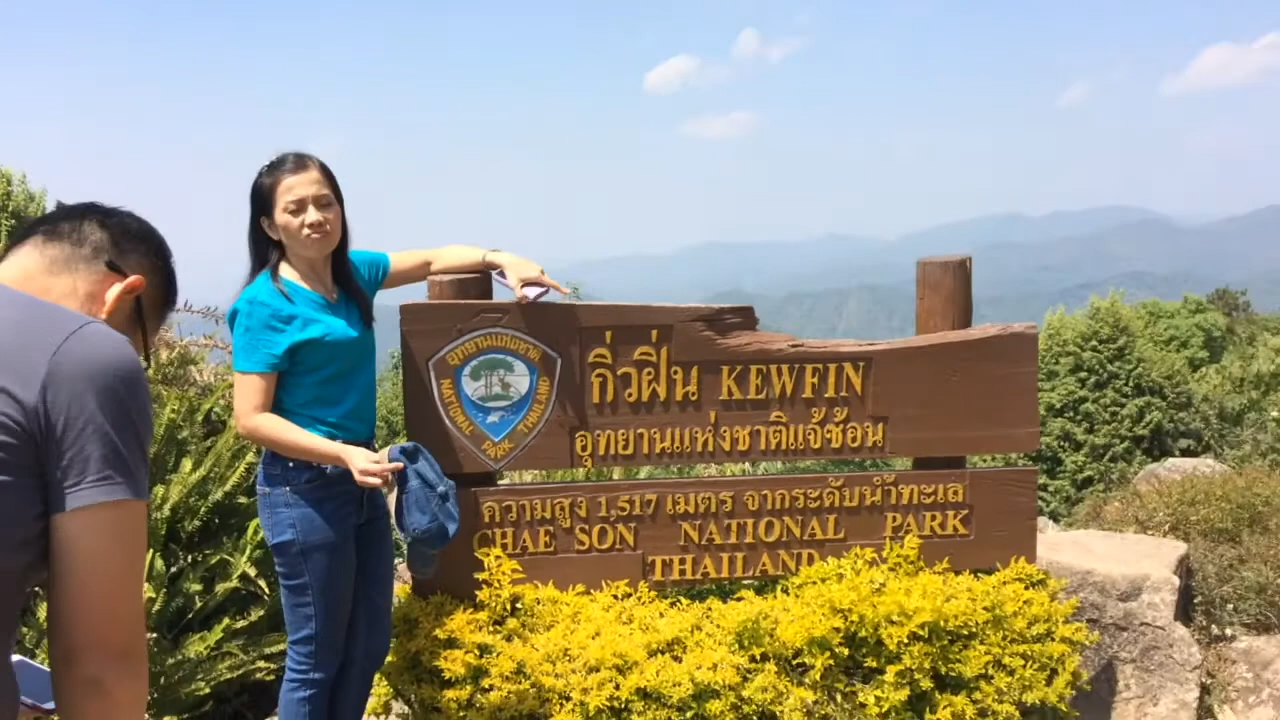 อุทยานแห่งชาติ
NATIONAL PARK THAILAND
กิ่วฝิ่น KEWFIN
อุทยานแห่งชาติแจ้ซ้อน
ความสูง 1,517 เมตร จากระดับน้ำทะเล
CHAE SON NATIONAL PARK
THAILAND